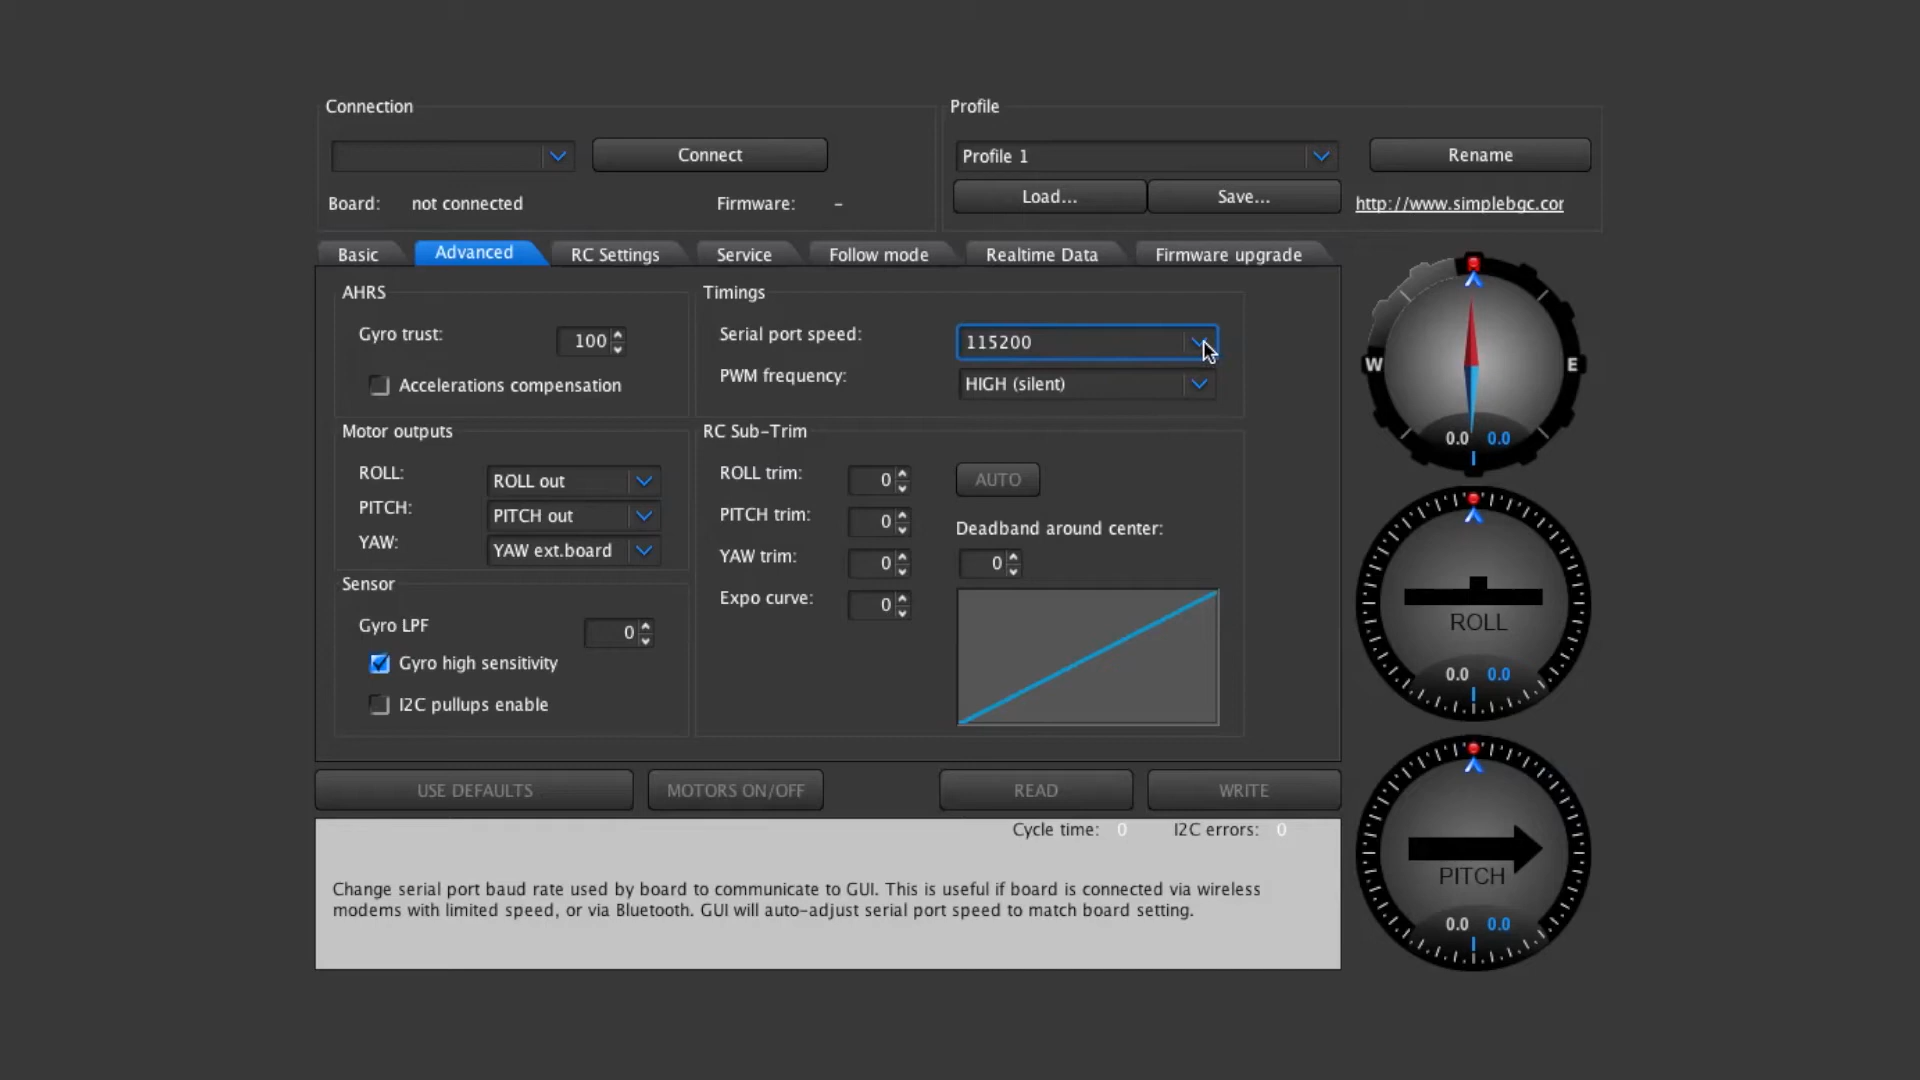 Connection
Profile
Connect
Profile 1
Rename
Board: not connected Firmware: -
Load... Save... http://www.simplebgc.cor
Basic Advanced RC Settings Service Follow mode Realtime Data Firmware upgrade
AHRS
Gyro trust: 100
Accelerations compensation
Timings
Serial port speed: 115200
PWM frequency: HIGH (silent)
Motor outputs
ROLL: ROLL out
PITCH: PITCH out
YAW: YAW ext.board
RC Sub-Trim
ROLL trim: 0 AUTO
PITCH trim: 0
Deadband around center:
YAW trim: 0 0
Expo curve: 0
Sensor
Gyro LPF 0
Gyro high sensitivity
I2C pullups enable
W E
0.0 0.0
ROLL
0.0 0.0
PITCH
0.0 0.0
USE DEFAULTS MOTORS ON/OFF READ WRITE
Cycle time: 0 I2C errors: 0
Change serial port baud rate used by board to communicate to GUI. This is useful if board is connected via wireless
modems with limited speed, or via Bluetooth. GUI will auto-adjust serial port speed to match board setting.